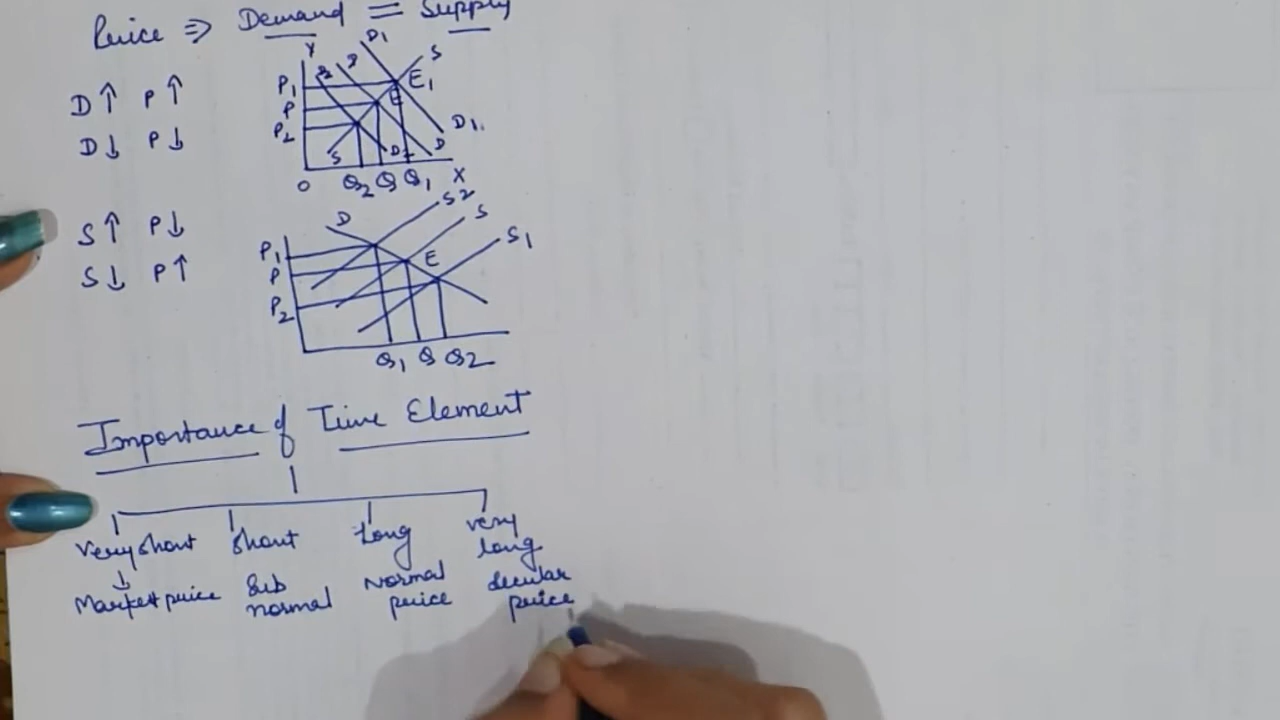 Price ⇒ Demand = Supply
D↑ P↑
D↓ P↓
Y
D1
S
D
P1
E1
P
E
P2
D1
S
D
O
Q2 Q Q1 X
S↑ P↓
S↓ P↑
D
S2
S
S1
P1
E
P
P2
Q1 Q Q2
Importance of Time Element
Very short
short
Long
very long
↓
Market price
Sub normal
Normal price
secular price